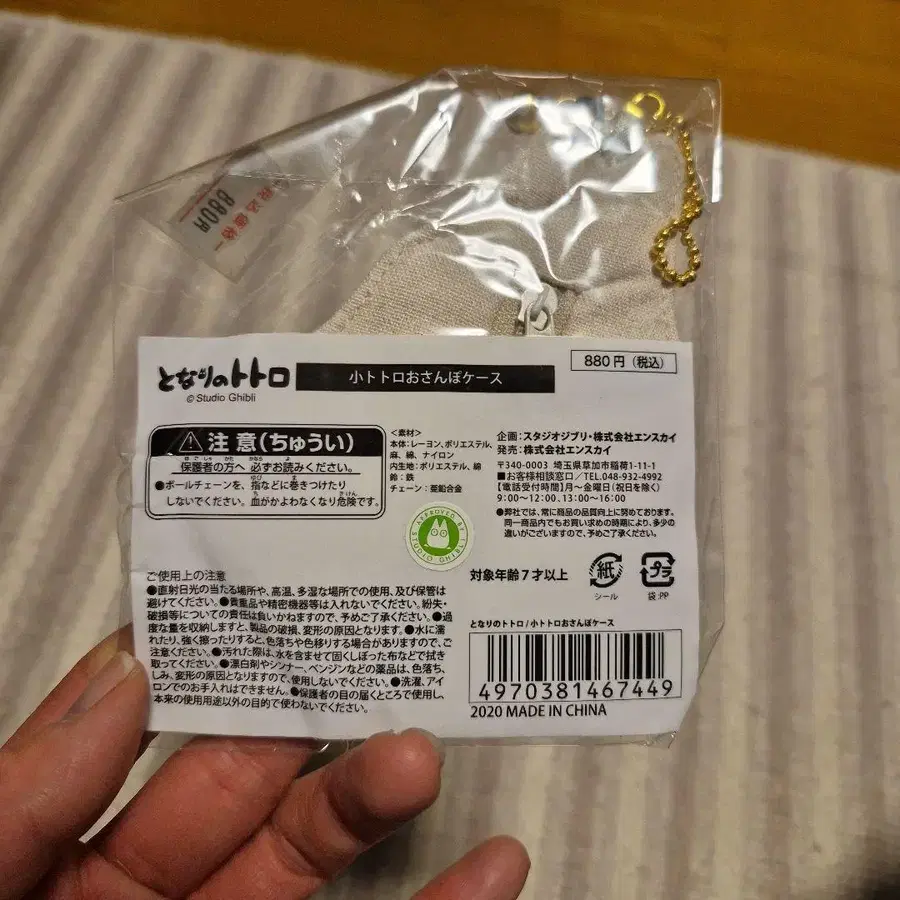 税込価格
880円
となりのトトロ
© Studio Ghibli
小トトロおさんぽケース
880円(税込)
注意(ちゅうい)
保護者の方へ 必ずお読みください。
●ボールチェーンを、指などに巻きつけたり
しないでください。血がかよわなくなり危険です。
<素材>
本体:レーヨン、ポリエステル、
麻、綿、ナイロン
内生地:ポリエステル、綿
鈴:鉄
チェーン:亜鉛合金
企画:スタジオジブリ・株式会社エンスカイ
発売:株式会社エンスカイ
〒340-0003 埼玉県草加市稲荷1-11-1
■お客様相談窓口/TEL.048-932-4992
【電話受付時間】月~金曜日(祝日を除く)
9:00~12:00、13:00~16:00
●弊社では、常に商品の品質向上に努めております。
同一商品内でもお買い求めの時期により、多少の
違いがございますので、予めご了承ください。
APPROVED BY STUDIO GHIBLI
対象年齢7才以上
紙
シール
プラ
袋:PP
ご使用上の注意
●直射日光の当たる場所や、高温、多湿な場所での使用、及び保管は
避けてください。●貴重品や精密機器等は入れないでください。紛失・
破損等についての責任は負いかねますので、予めご了承ください。●過
度な量を収納しますと、製品の破損、変形の原因となります。●水に濡
れたり、強く擦ったりすると、色落ちや色移りする場合がありますので、ご
注意ください。●汚れた際は、水を含ませて固くしぼった布などで拭き
取ってください。●漂白剤やシンナー、ベンジンなどの薬品は、色落ち、
しみ、変形の原因となりますので、使用しないでください。●洗濯、アイ
ロンでのお手入れはできません。●保護者の目の届くところで使用し、
本来の使用用途以外の目的で使わないでください。
となりのトトロ/小トトロおさんぽケース
4970381467449
2020 MADE IN CHINA